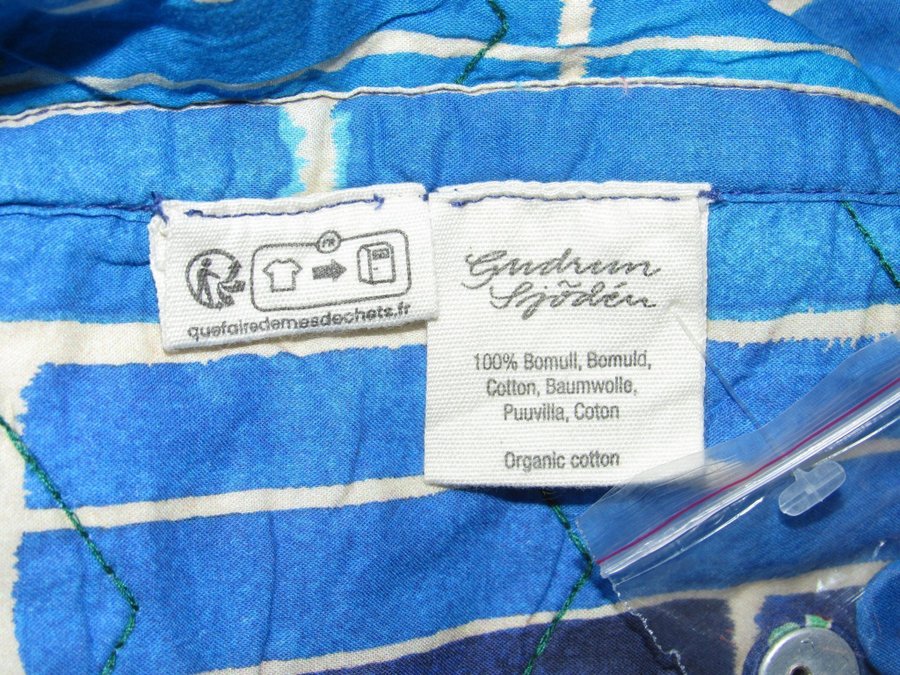 FR
quefairedemesdechets.fr
Gudrun
Sjödén
100% Bomull, Bomuld,
Cotton, Baumwolle,
Puuvilla, Coton
Organic cotton